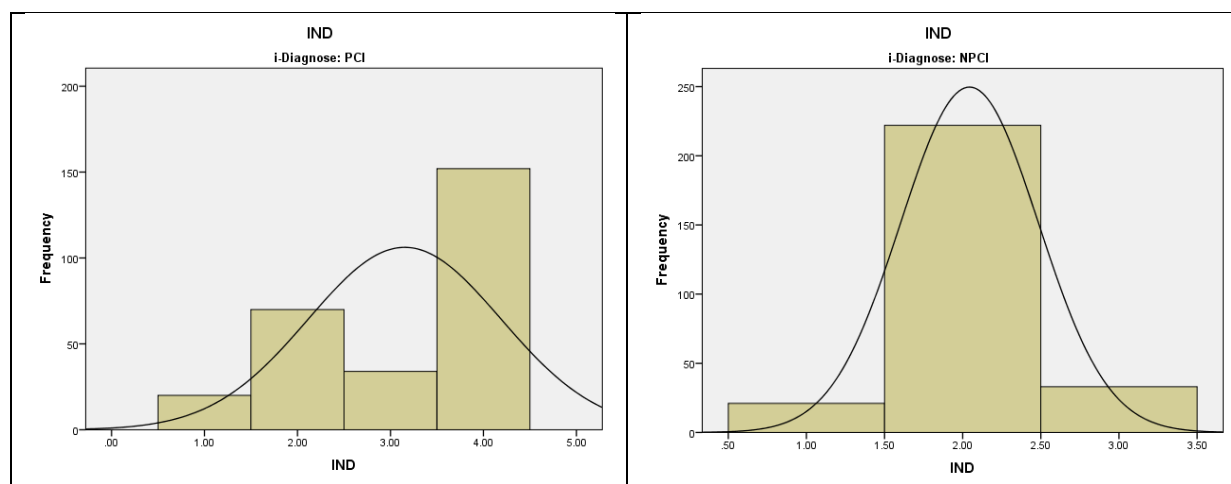 IND
i-Diagnose: PCI
200
150
100
50
0
Frequency
.00 1.00 2.00 3.00 4.00 5.00
IND
IND
i-Diagnose: NPCI
250
200
150
100
50
0
Frequency
.50 1.00 1.50 2.00 2.50 3.00 3.50
IND